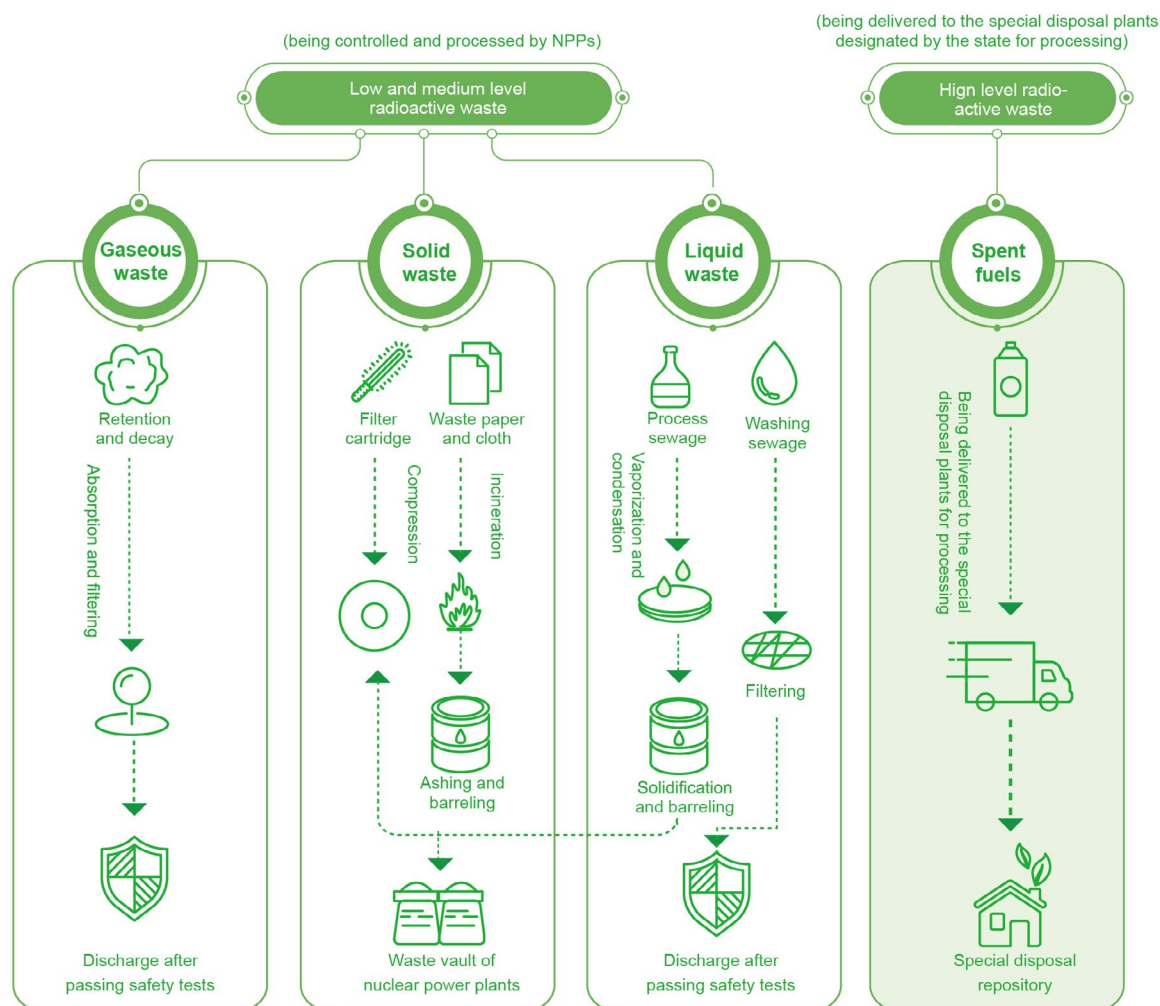 (being controlled and processed by NPPs)
(being delivered to the special disposal plants
designated by the state for processing)
Low and medium level
radioactive waste
Hign level radio-
active waste
Gaseous
waste
Solid
waste
Liquid
waste
Spent
fuels
Retention
and decay
Absorption and filtering
Discharge after
passing safety tests
Filter
cartridge
Waste paper
and cloth
Compression
Incineration
Ashing and
barreling
Waste vault of
nuclear power plants
Process
sewage
Washing
sewage
Vaporization and
condensation
Filtering
Solidification
and barreling
Discharge after
passing safety tests
Being delivered to the special
disposal plants for processing
Special disposal
repository